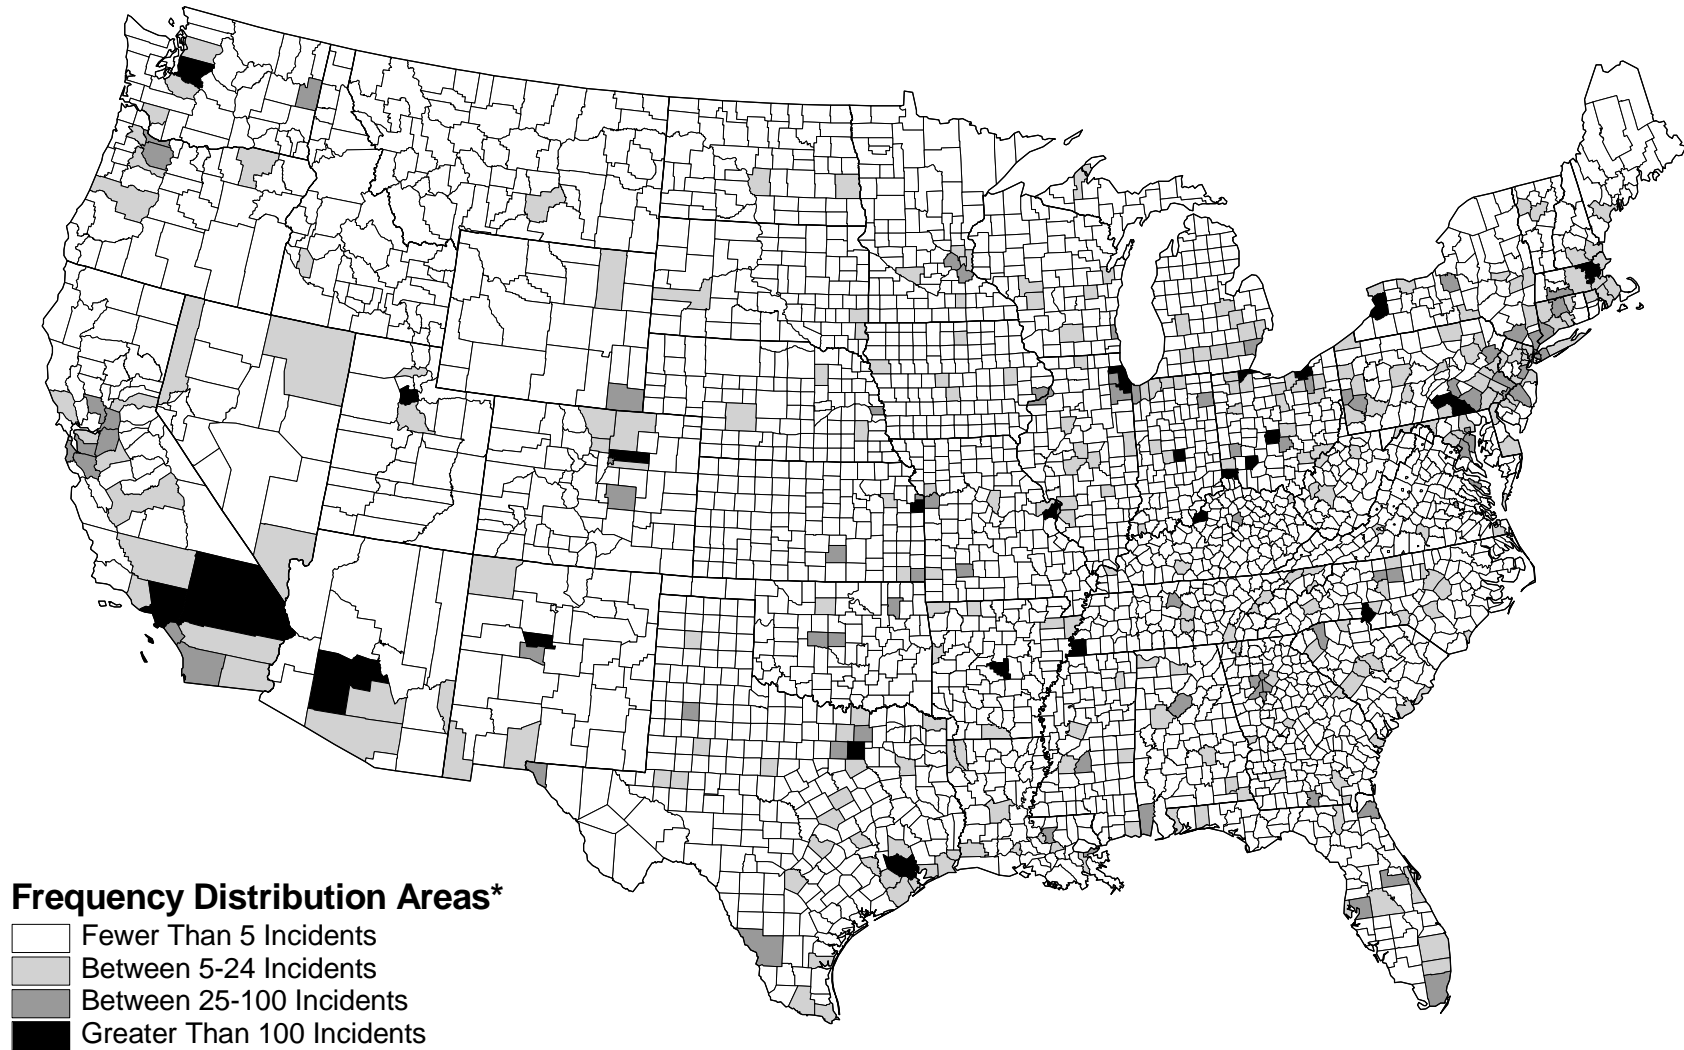 Frequency Distribution Areas*
Fewer Than 5 Incidents
Between 5-24 Incidents
Between 25-100 Incidents
Greater Than 100 Incidents